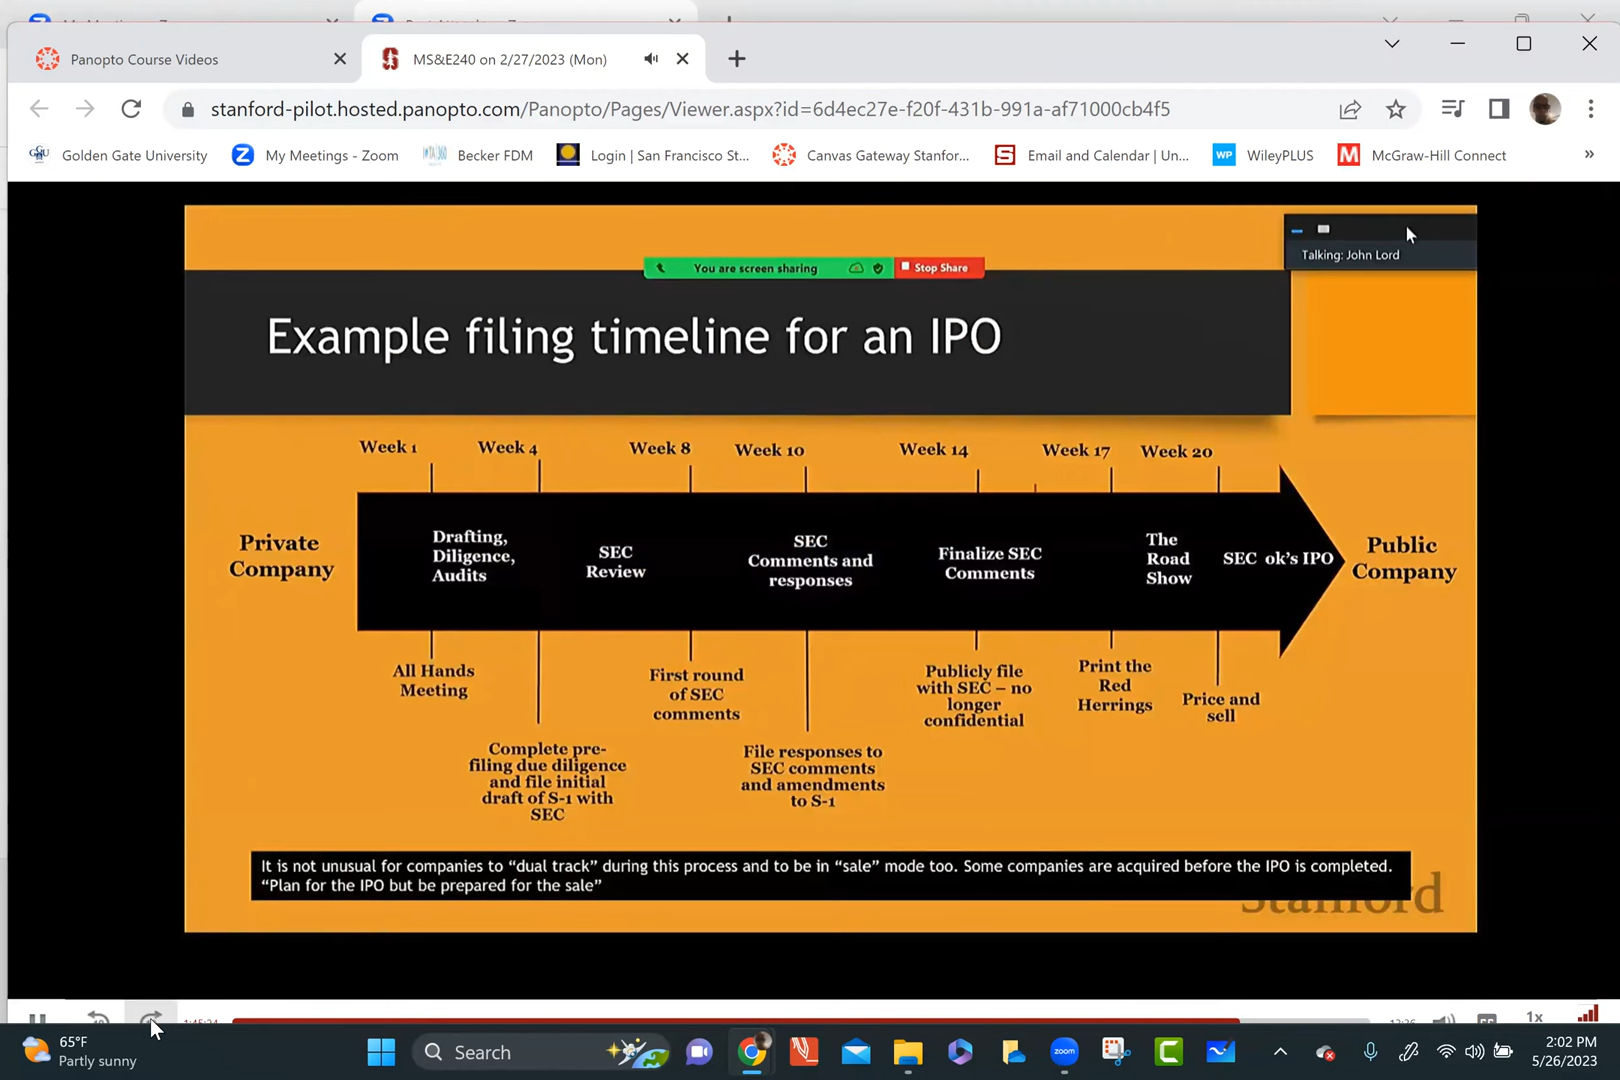 Panopto Course Videos
MS&E240 on 2/27/2023 (Mon)
stanford-pilot.hosted.panopto.com/Panopto/Pages/Viewer.aspx?id=6d4ec27e-f20f-431b-991a-af71000cb4f5
Golden Gate University
My Meetings - Zoom
Becker FDM
Login | San Francisco St...
Canvas Gateway Stanfor...
Email and Calendar | Un...
WP WileyPLUS
McGraw-Hill Connect
»
Talking: John Lord
You are screen sharing
Stop Share
Example filing timeline for an IPO
Week 1
Week 4
Week 8
Week 10
Week 14
Week 17
Week 20
Private
Company
Drafting,
Diligence,
Audits
SEC
Review
SEC
Comments and
responses
Finalize SEC
Comments
The
Road
Show
SEC ok's IPO
Public
Company
All Hands
Meeting
Complete pre-
filing due diligence
and file initial
draft of S-1 with
SEC
First round
of SEC
comments
File responses to
SEC comments
and amendments
to S-1
Publicly file
with SEC – no
longer
confidential
Print the
Red
Herrings
Price and
sell
It is not unusual for companies to “dual track” during this process and to be in “sale” mode too. Some companies are acquired before the IPO is completed.
“Plan for the IPO but be prepared for the sale”
Stanford
1:45:24
1x
65°F
Partly sunny
Search
zoom
2:02 PM
5/26/2023